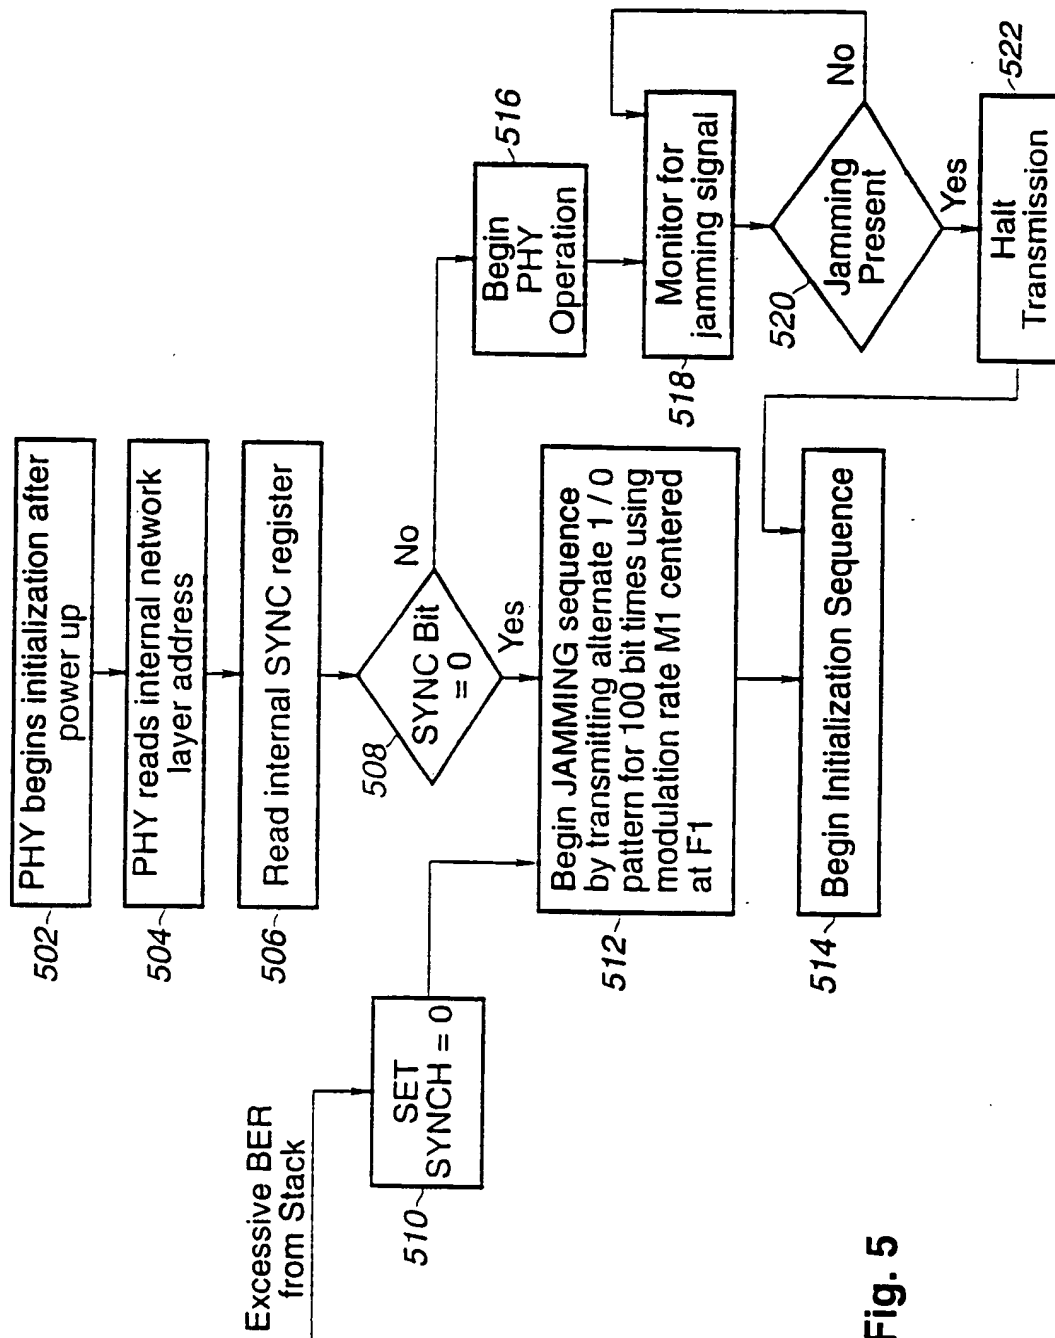 502
PHY begins initialization after
power up
504
PHY reads internal network
layer address
506
Read internal SYNC register
508
SYNC Bit
= 0
No
Yes
Excessive BER
from Stack
510
SET
SYNCH = 0
512
Begin JAMMING sequence
by transmitting alternate 1 / 0
pattern for 100 bit times using
modulation rate M1 centered
at F1
514
Begin Initialization Sequence
516
Begin
PHY
Operation
518
Monitor for
jamming signal
520
Jamming
Present
No
Yes
522
Halt
Transmission
Fig. 5